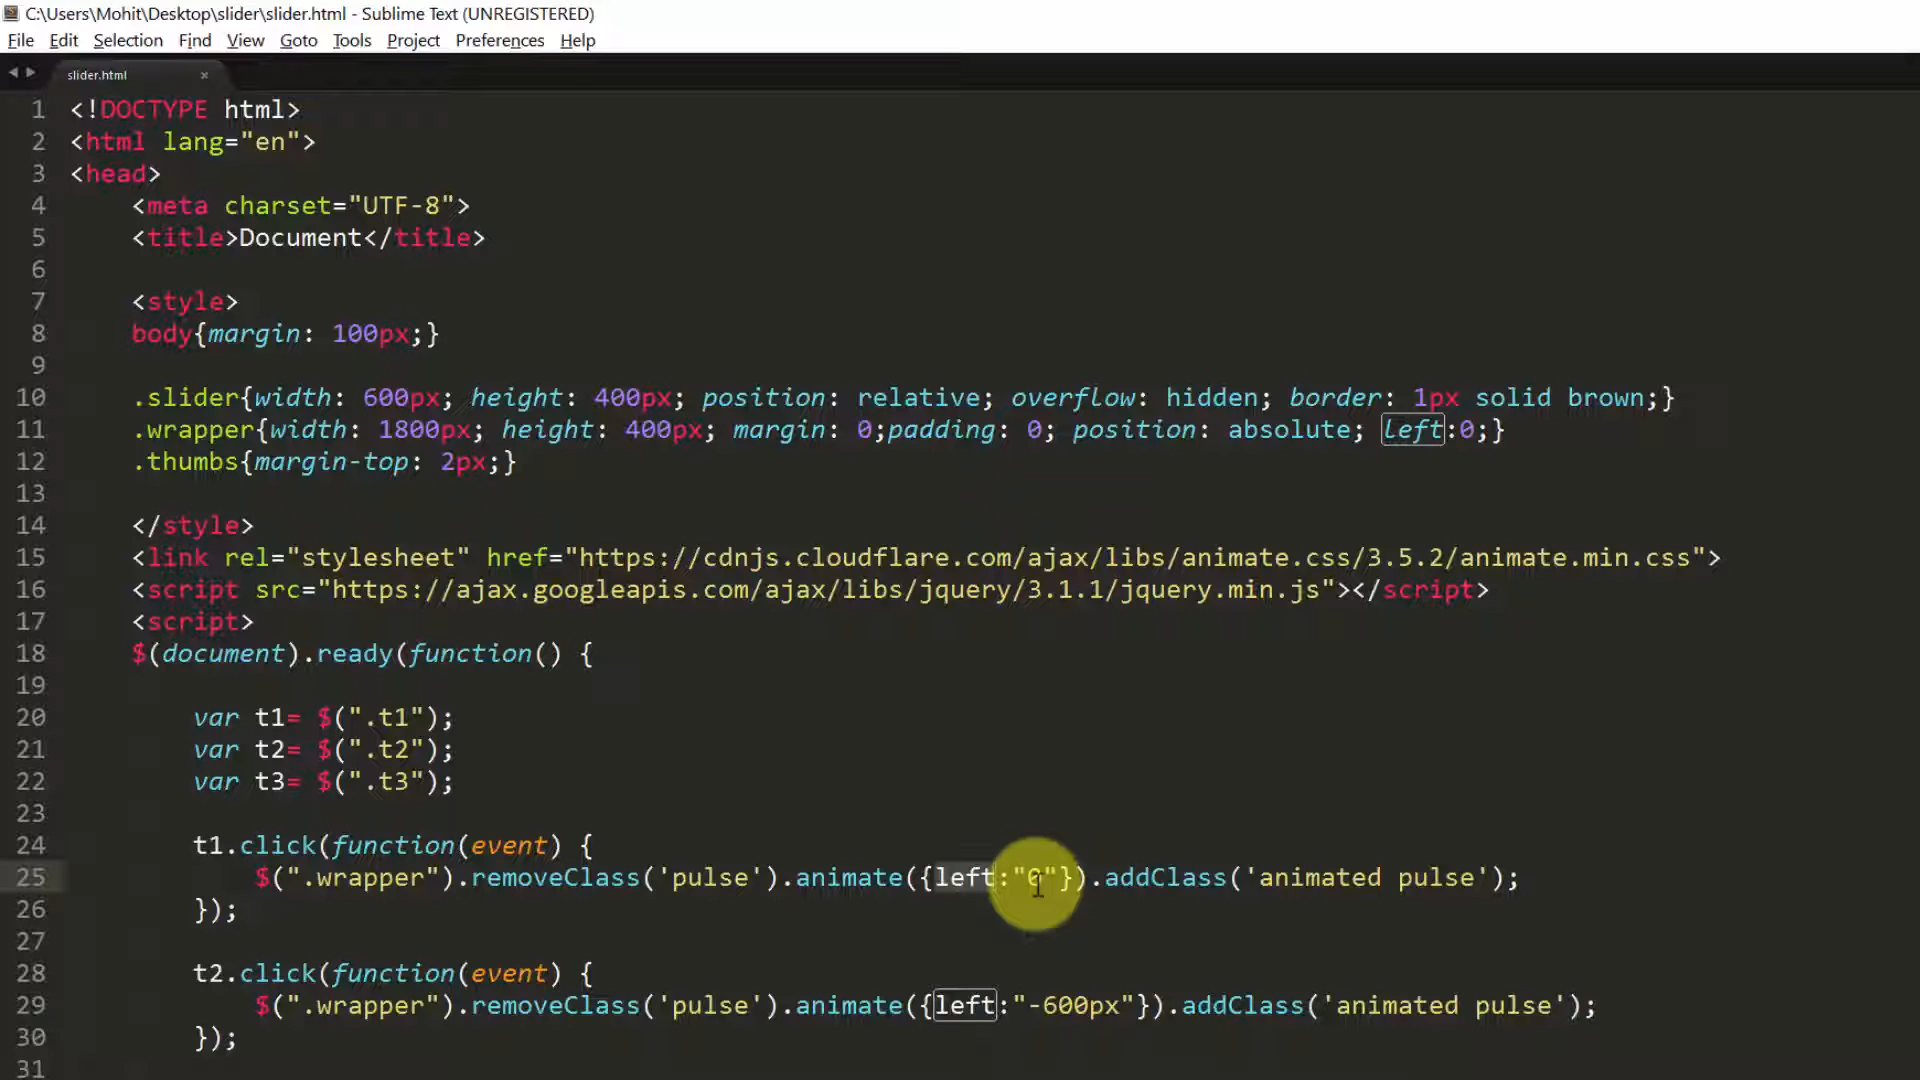 C:\Users\Mohit\Desktop\slider\slider.html - Sublime Text (UNREGISTERED)
File Edit Selection Find View Goto Tools Project Preferences Help
slider.html ×
1 <!DOCTYPE html>
2 <html lang="en">
3 <head>
4 <meta charset="UTF-8">
5 <title>Document</title>
6
7 <style>
8 body{margin: 100px;}
9
10 .slider{width: 600px; height: 400px; position: relative; overflow: hidden; border: 1px solid brown;}
11 .wrapper{width: 1800px; height: 400px; margin: 0;padding: 0; position: absolute; left:0;}
12 .thumbs{margin-top: 2px;}
13
14 </style>
15 <link rel="stylesheet" href="https://cdnjs.cloudflare.com/ajax/libs/animate.css/3.5.2/animate.min.css">
16 <script src="https://ajax.googleapis.com/ajax/libs/jquery/3.1.1/jquery.min.js"></script>
17 <script>
18 $(document).ready(function() {
19
20 var t1= $(".t1");
21 var t2= $(".t2");
22 var t3= $(".t3");
23
24 t1.click(function(event) {
25 $(".wrapper").removeClass('pulse').animate({left:"0"}).addClass('animated pulse');
26 });
27
28 t2.click(function(event) {
29 $(".wrapper").removeClass('pulse').animate({left:"-600px"}).addClass('animated pulse');
30 });
31